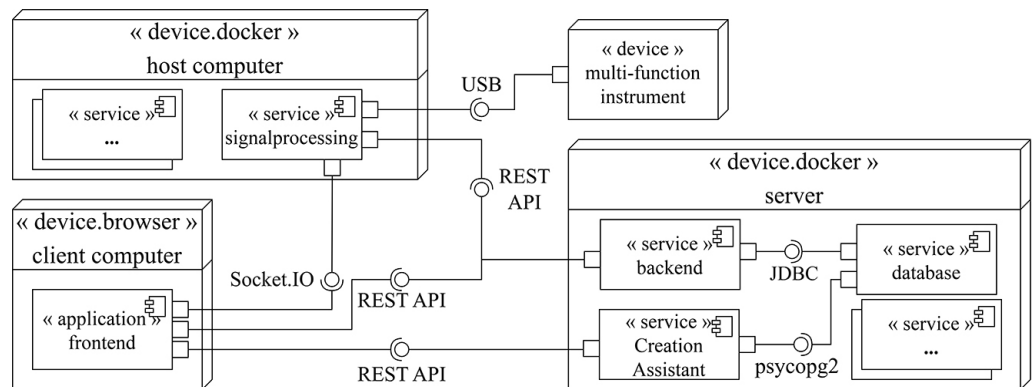 « device.docker »
host computer
« service »
...
« service »
signalprocessing
USB
« device »
multi-function
instrument
REST
API
« device.browser »
client computer
« application »
frontend
Socket.IO
REST API
REST API
« device.docker »
server
« service »
backend
JDBC
« service »
database
« service »
Creation
Assistant
psycopg2
« service »
...